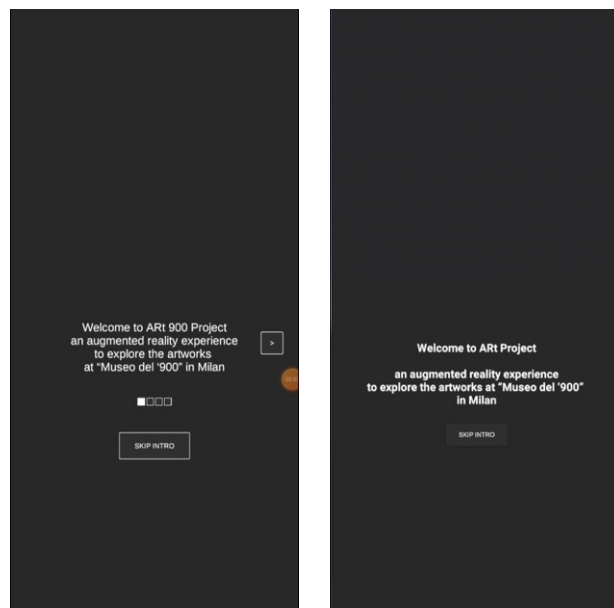 Welcome to ARt 900 Project
an augmented reality experience
to explore the artworks
at “Museo del ‘900” in Milan
>
SKIP INTRO
Welcome to ARt Project
an augmented reality experience
to explore the artworks at “Museo del ‘900”
in Milan
SKIP INTRO